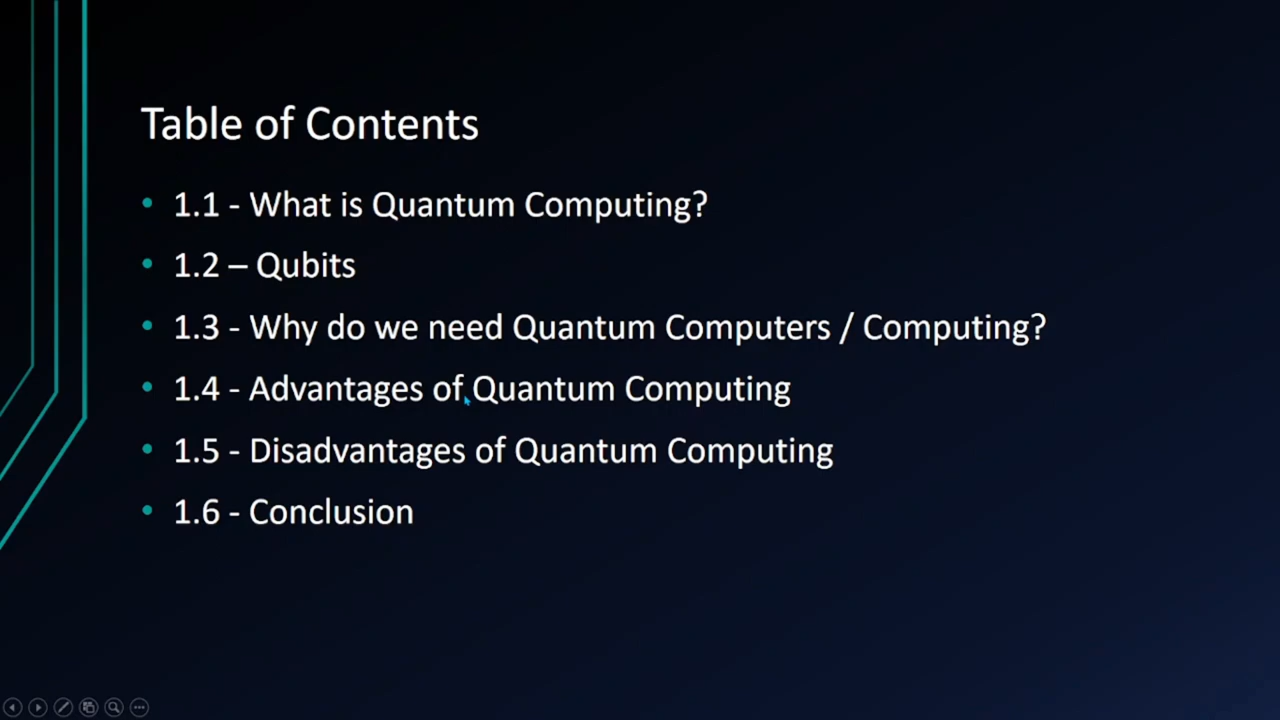 Table of Contents
• 1.1 - What is Quantum Computing?
• 1.2 – Qubits
• 1.3 - Why do we need Quantum Computers / Computing?
• 1.4 - Advantages of Quantum Computing
• 1.5 - Disadvantages of Quantum Computing
• 1.6 - Conclusion